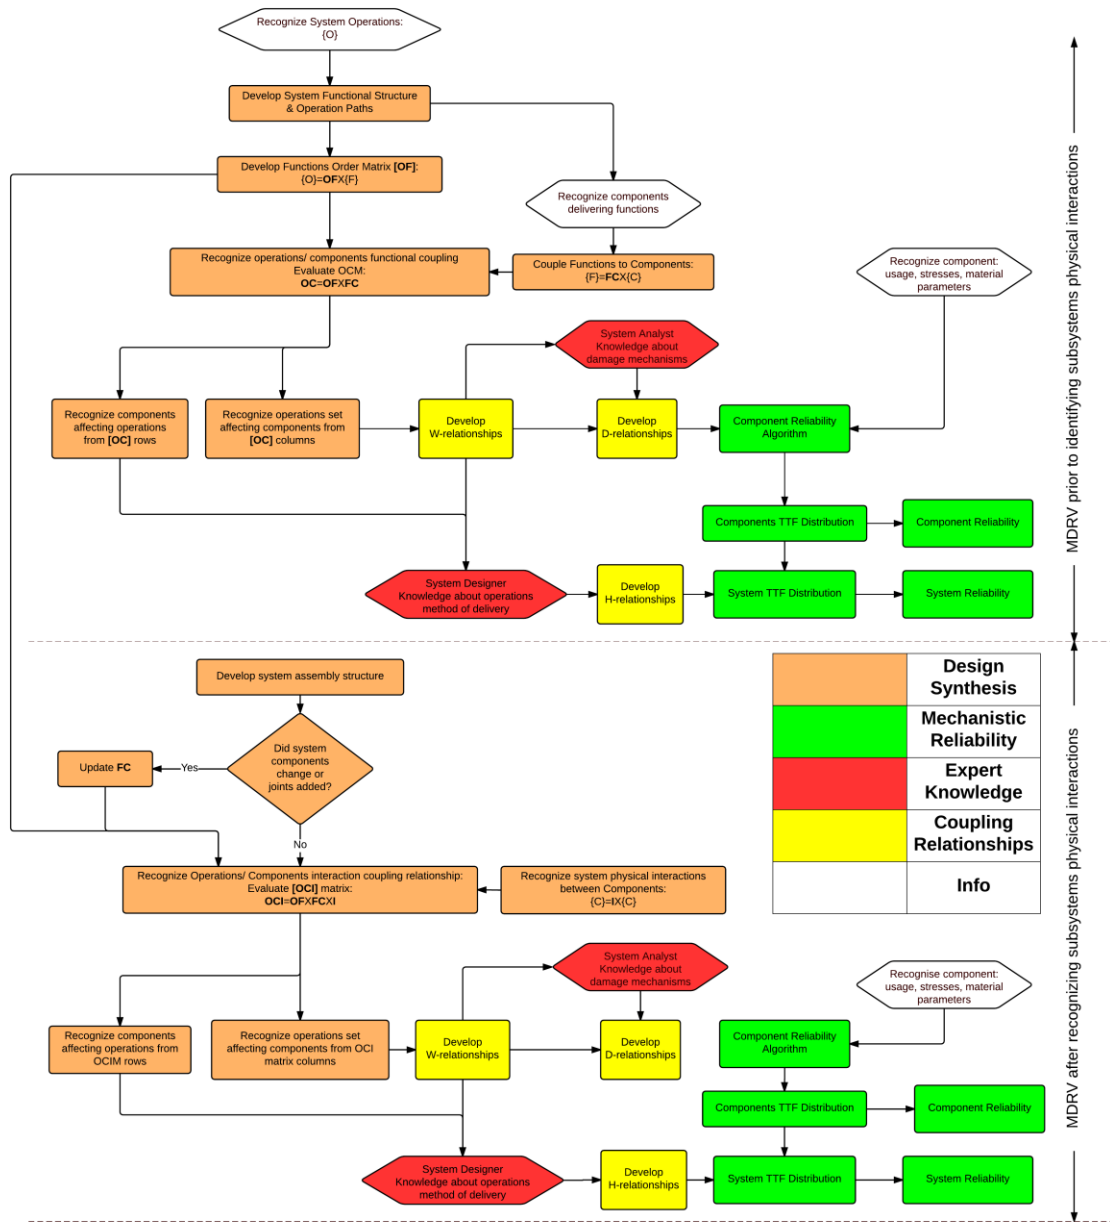 Recognize System Operations:
{O}
Develop System Functional Structure
& Operation Paths
Develop Functions Order Matrix [OF]:
{O}=OFX{F}
Recognize components
delivering functions
Recognize operations/ components functional coupling
Evaluate OCM:
OC=OFXFC
Couple Functions to Components:
{F}=FCX{C}
Recognize component:
usage, stresses, material
parameters
System Analyst
Knowledge about
damage mechanisms
Recognize components
affecting operations
from [OC] rows
Recognize operations set
affecting components from
[OC] columns
Develop
W-relationships
Develop
D-relationships
Component Reliability
Algorithm
Components TTF Distribution
Component Reliability
System Designer
Knowledge about operations
method of delivery
Develop
H-relationships
System TTF Distribution
System Reliability
MDRV prior to identifying subsystems physical interactions
Develop system assembly structure
Did system
components
change or
joints added?
Yes
Update FC
No
Design
Synthesis
Mechanistic
Reliability
Expert
Knowledge
Coupling
Relationships
Info
Recognize Operations/ Components interaction coupling relationship:
Evaluate [OCI] matrix:
OCI=OFXFCXI
Recognize system physical interactions
between Components:
{C}=IX{C}
System Analyst
Knowledge about
damage mechanisms
Recognise component:
usage, stresses, material
parameters
Recognize components
affecting operations from
OCIM rows
Recognize operations set
affecting components from OCI
matrix columns
Develop
W-relationships
Develop
D-relationships
Component Reliability
Algorithm
Components TTF Distribution
Component Reliability
System Designer
Knowledge about operations
method of delivery
Develop
H-relationships
System TTF Distribution
System Reliability
MDRV after recognizing subsystems physical interactions